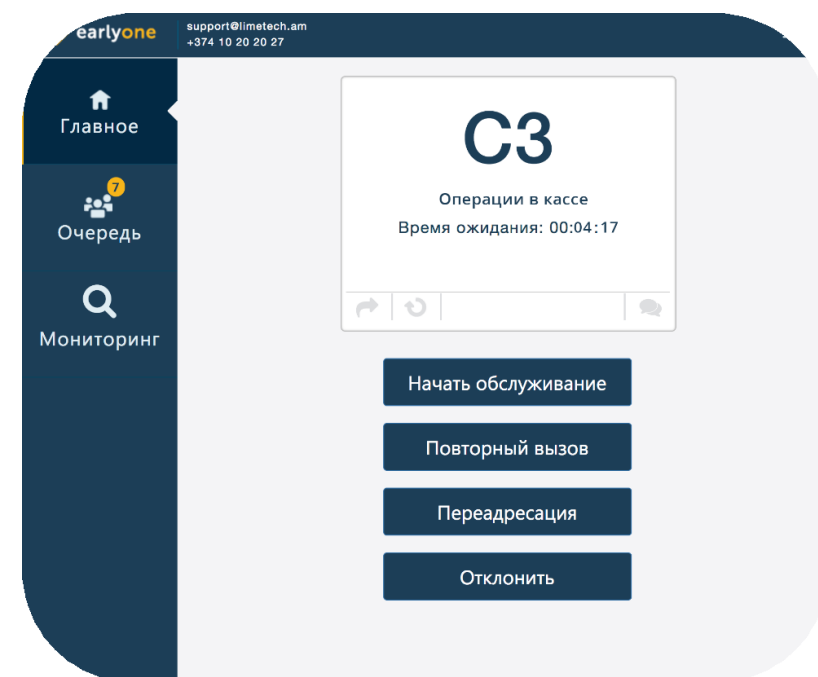 earlyone
support@limetech.am
+374 10 20 20 27
Главное
7
Очередь
Мониторинг
C3
Операции в кассе
Время ожидания: 00:04:17
Начать обслуживание
Повторный вызов
Переадресация
Отклонить